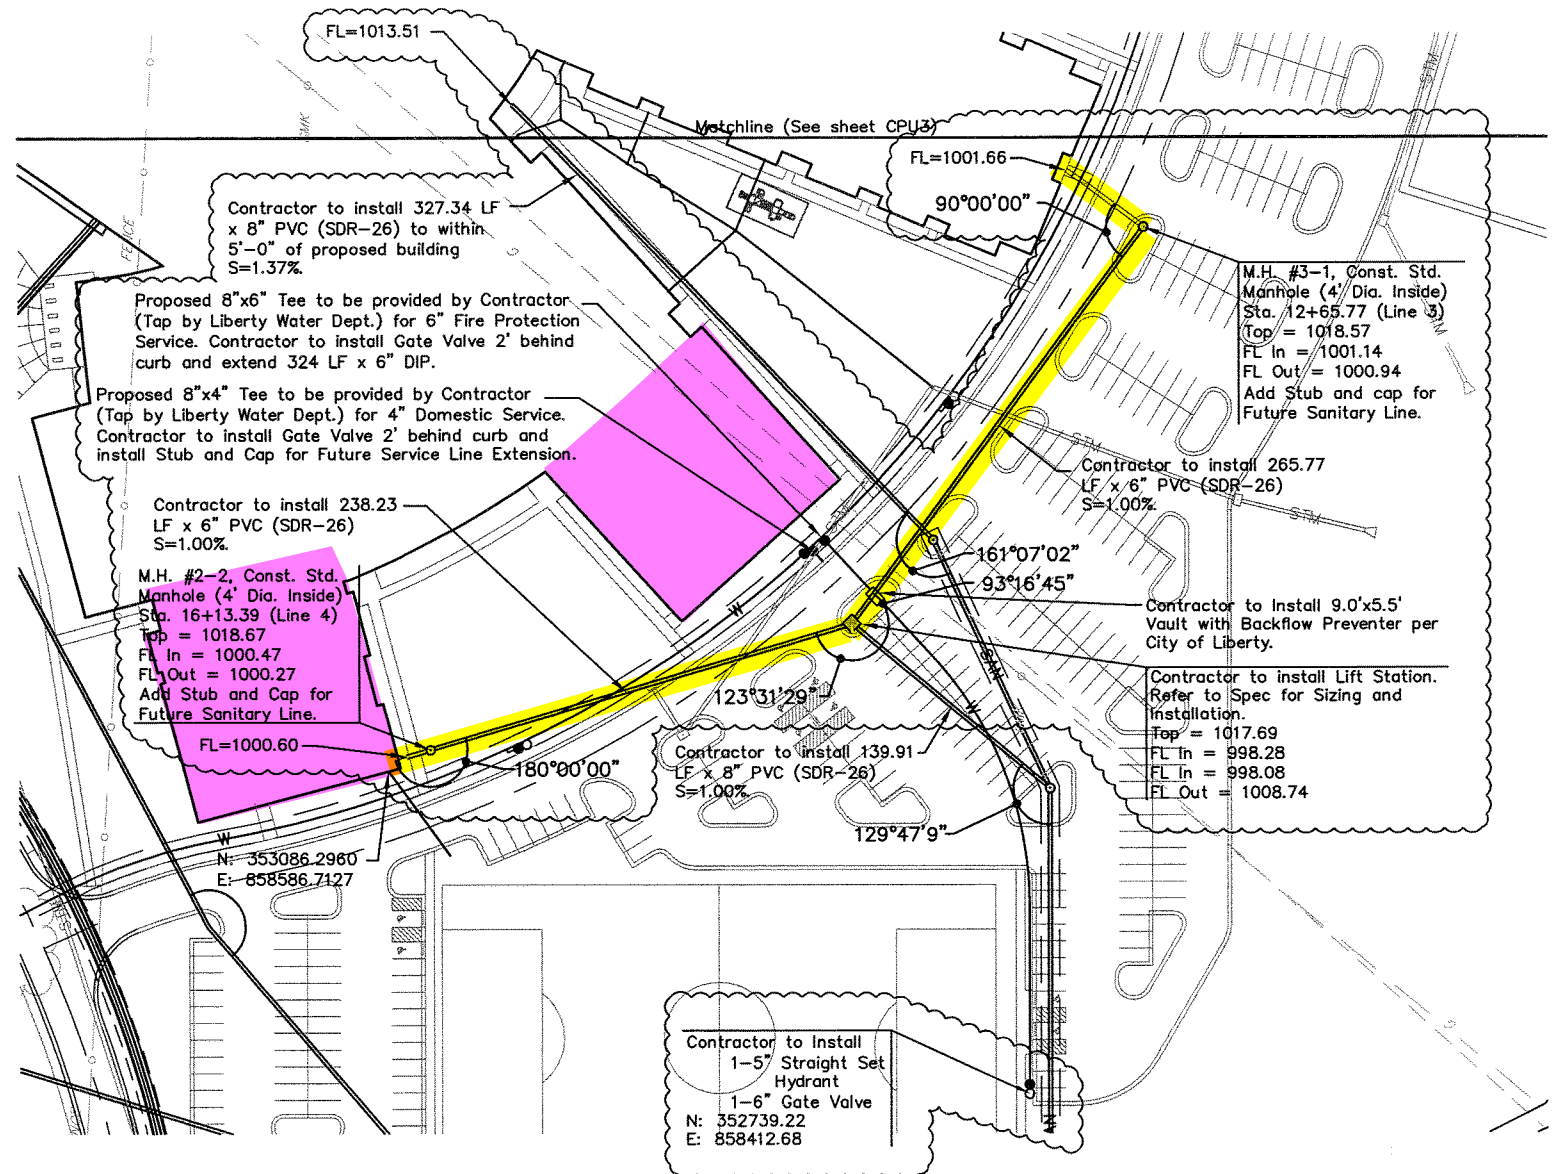 FL=1013.51
Matchline (See sheet CPU3)
FL=1001.66
90°00'00"
Contractor to install 327.34 LF
x 8" PVC (SDR-26) to within
5'-0" of proposed building
S=1.37%.
FENCE
SMK
STM
Proposed 8"x6" Tee to be provided by Contractor
(Tap by Liberty Water Dept.) for 6" Fire Protection
Service. Contractor to install Gate Valve 2' behind
curb and extend 324 LF x 6" DIP.
Proposed 8"x4" Tee to be provided by Contractor
(Tap by Liberty Water Dept.) for 4" Domestic Service.
Contractor to install Gate Valve 2' behind curb and
install Stub and Cap for Future Service Line Extension.
M.H. #3-1, Const. Std.
Manhole (4' Dia. Inside)
Sta. 12+65.77 (Line 3)
Top = 1018.57
FL In = 1001.14
FL Out = 1000.94
Add Stub and cap for
Future Sanitary Line.
STM
STM
Contractor to install 265.77
LF x 6" PVC (SDR-26)
S=1.00%.
STM
Contractor to install 238.23
LF x 6" PVC (SDR-26)
S=1.00%.
161°07'02"
93°16'45"
M.H. #2-2, Const. Std.
Manhole (4' Dia. Inside)
Sta. 16+13.39 (Line 4)
Top = 1018.67
FL In = 1000.47
FL Out = 1000.27
Add Stub and Cap for
Future Sanitary Line.
Contractor to Install 9.0'x5.5'
Vault with Backflow Preventer per
City of Liberty.
W
SAN
W
123°31'29"
Contractor to install Lift Station.
Refer to Spec for Sizing and
Installation.
Top = 1017.69
FL In = 998.28
FL In = 998.08
FL Out = 1008.74
FL=1000.60
180°00'00"
Contractor to install 139.91
LF x 8" PVC (SDR-26)
S=1.00%.
129°47'9"
W
N: 353086.2960
E: 858586.7127
Contractor to Install
1-5" Straight Set
Hydrant
1-6" Gate Valve
N: 352739.22
E: 858412.68